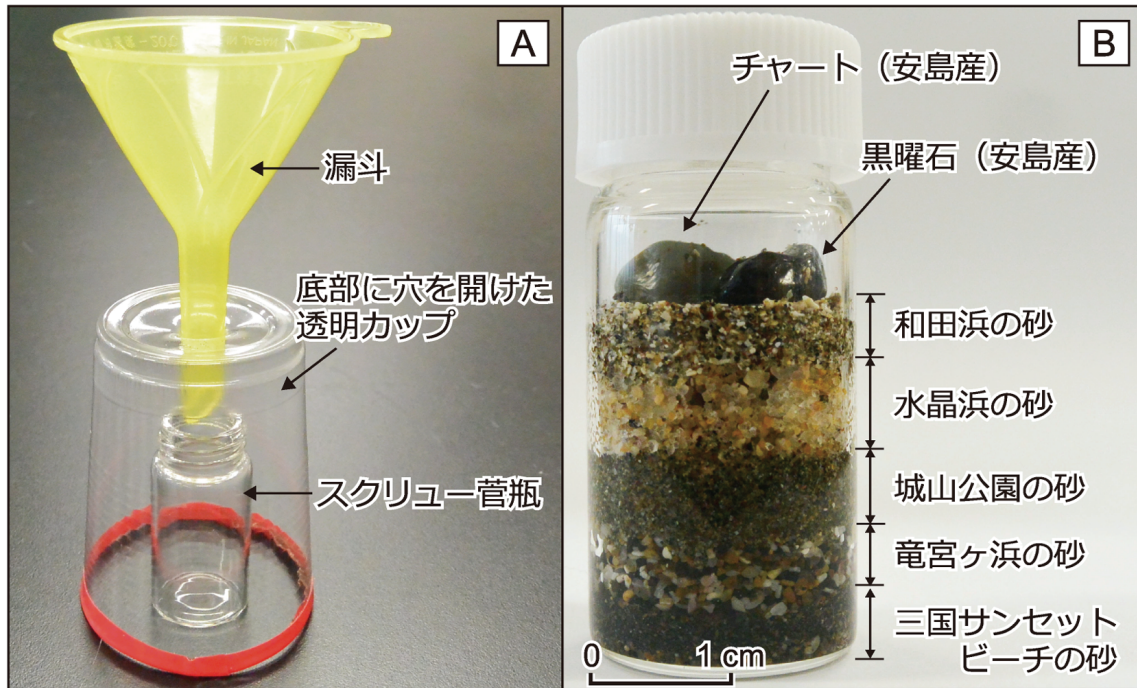 A
漏斗
底部に穴を開けた
透明カップ
スクリュー菅瓶
B
チャート（安島産）
黒曜石（安島産）
和田浜の砂
水晶浜の砂
城山公園の砂
竜宮ヶ浜の砂
三国サンセット
ビーチの砂
0
1 cm